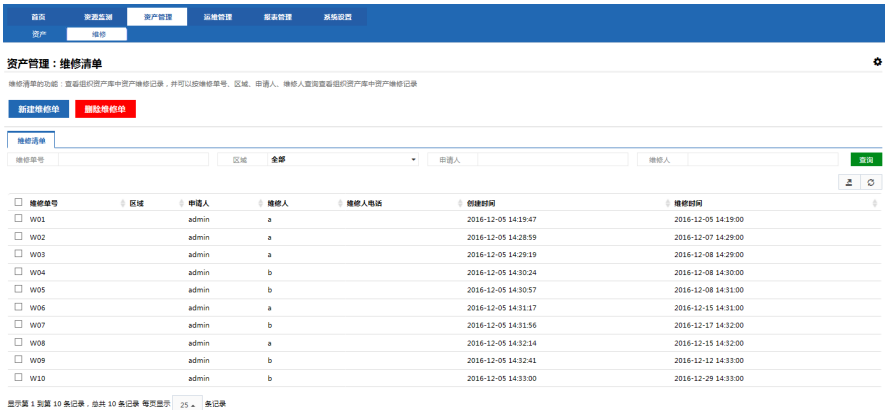 首页 资源监测 资产管理 运维管理 报表管理 系统设置
资产 维修
资产管理：维修清单
维修清单的功能：查看组织资产库中资产维修记录，并可以按维修单号、区域、申请人、维修人查询查看组织资产库中资产维修记录
新建维修单 删除维修单
维修清单
维修单号 区域 全部 申请人 维修人 查询
维修单号 区域 申请人 维修人 维修人电话 创建时间 维修时间
W01 admin a 2016-12-05 14:19:47 2016-12-05 14:19:00
W02 admin a 2016-12-05 14:28:59 2016-12-07 14:29:00
W03 admin a 2016-12-05 14:29:19 2016-12-08 14:29:00
W04 admin b 2016-12-05 14:30:24 2016-12-08 14:30:00
W05 admin b 2016-12-05 14:30:57 2016-12-08 14:31:00
W06 admin a 2016-12-05 14:31:17 2016-12-15 14:31:00
W07 admin b 2016-12-05 14:31:56 2016-12-17 14:32:00
W08 admin a 2016-12-05 14:32:14 2016-12-15 14:32:00
W09 admin b 2016-12-05 14:32:41 2016-12-12 14:33:00
W10 admin b 2016-12-05 14:33:00 2016-12-29 14:33:00
显示第 1 到第 10 条记录，总共 10 条记录 每页显示 25 条记录